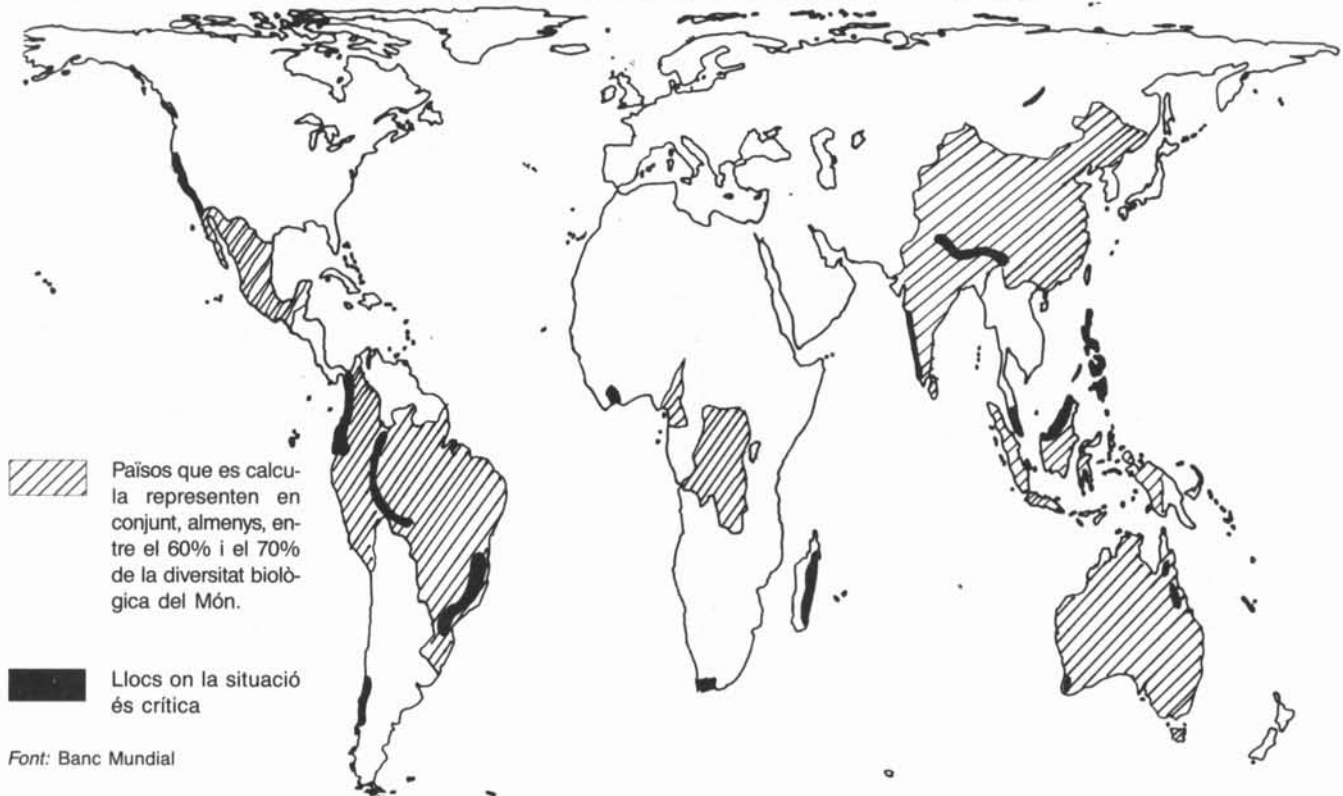 Països que es calcu-
la representen en
conjunt, almenys, en-
tre el 60% i el 70%
de la diversitat biolò-
gica del Món.
Llocs on la situació
és crítica
Font: Banc Mundial